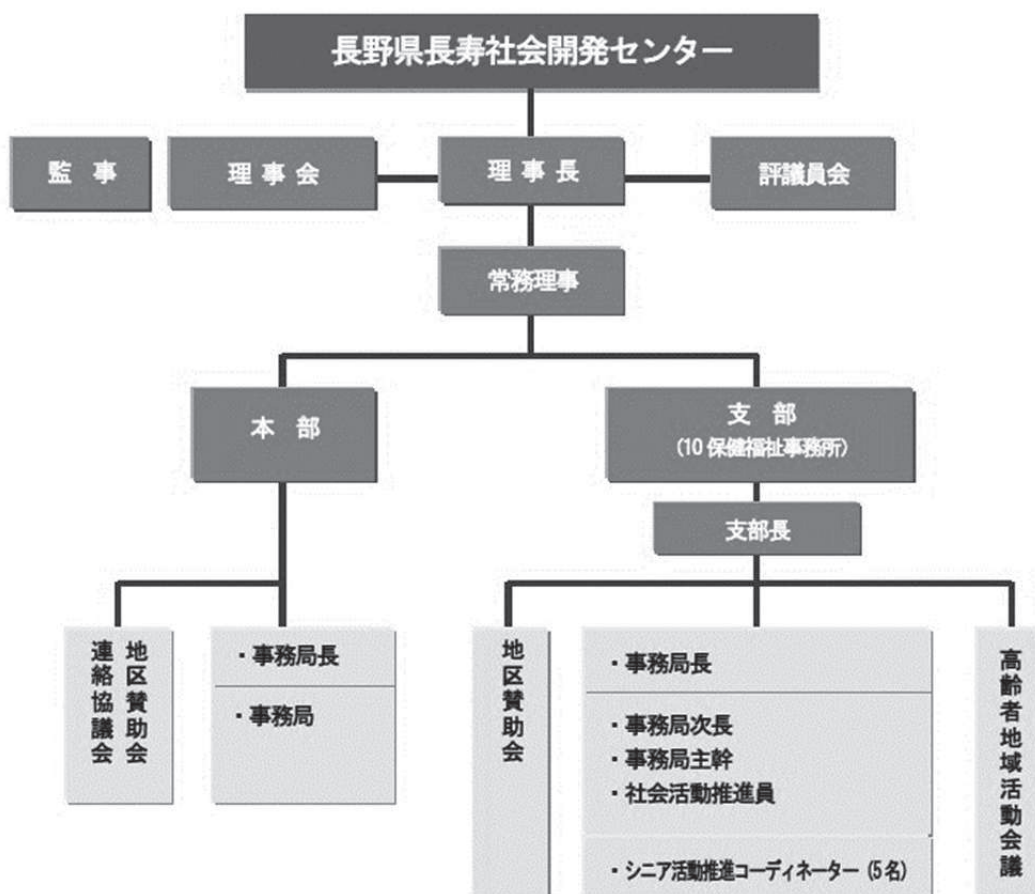 長野県長寿社会開発センター
監 事
理 事 会
理 事 長
評議員会
常務理事
本 部
支 部
(10 保健福祉事務所)
支部長
地区賛助会
連絡協議会
・事務局長
・事務局
地区賛助会
・事務局長
・事務局次長
・事務局主幹
・社会活動推進員
・シニア活動推進コーディネーター (5名)
高齢者地域活動会議